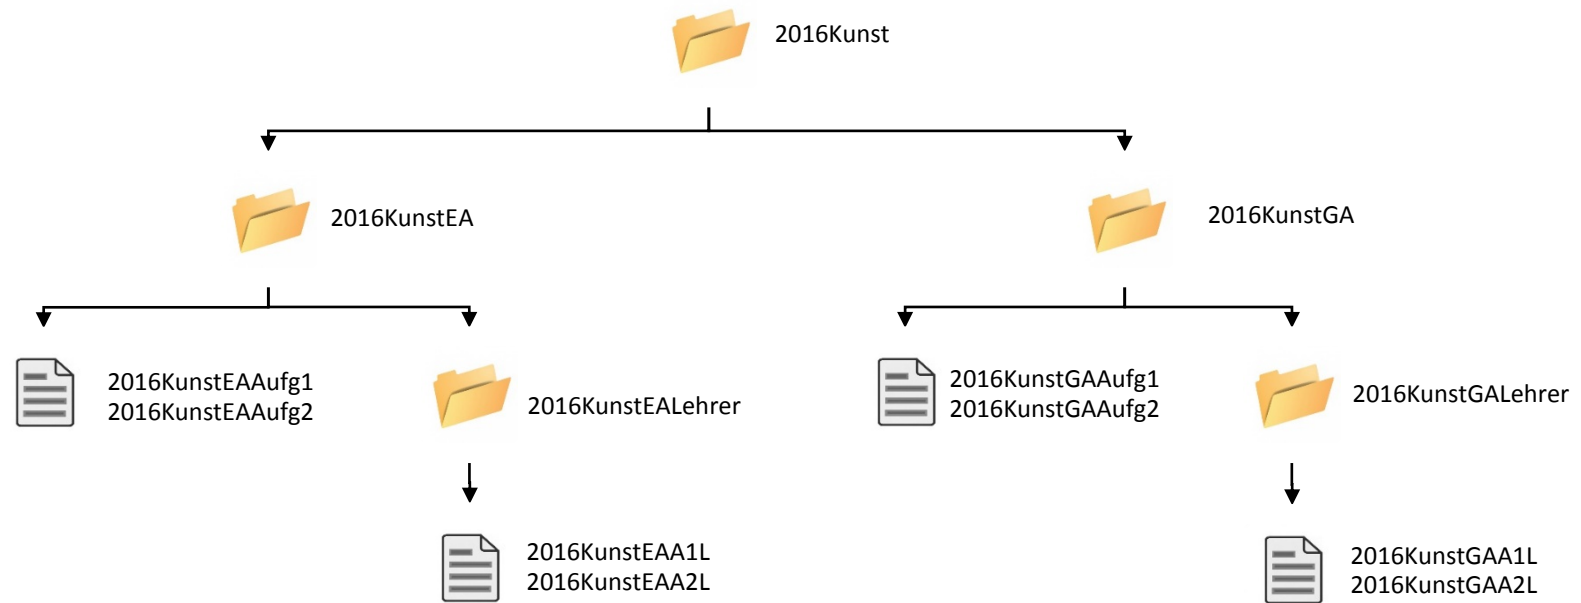 2016Kunst
2016KunstEA
2016KunstGA
2016KunstEAAufg1
2016KunstEAAufg2
2016KunstEALehrer
2016KunstGAAufg1
2016KunstGAAufg2
2016KunstGALehrer
2016KunstEAA1L
2016KunstEAA2L
2016KunstGAA1L
2016KunstGAA2L